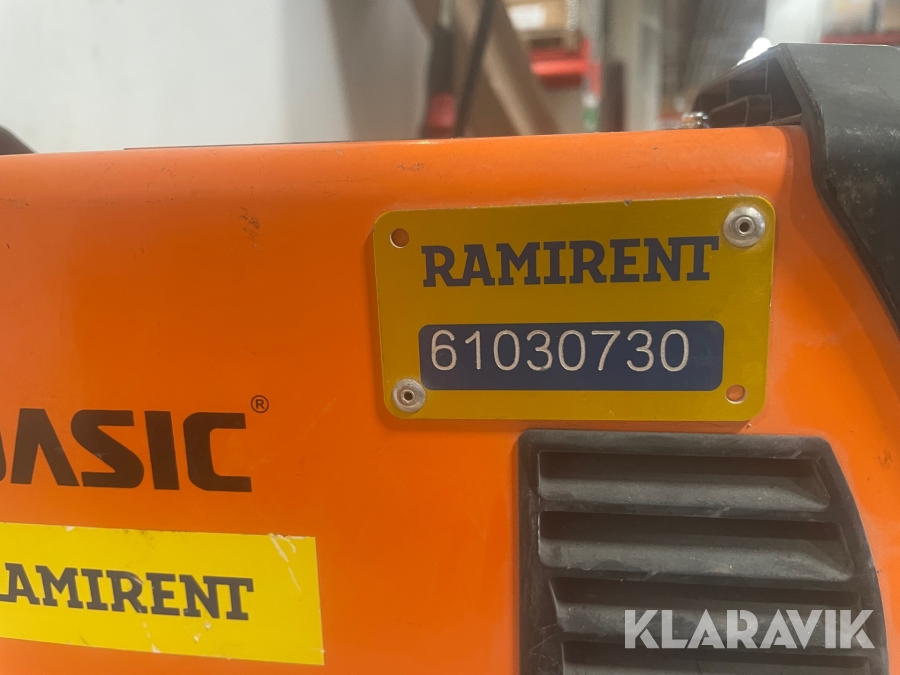 RAMIRENT
61030730
ASIC®
AMIRENT
KLARAVIK